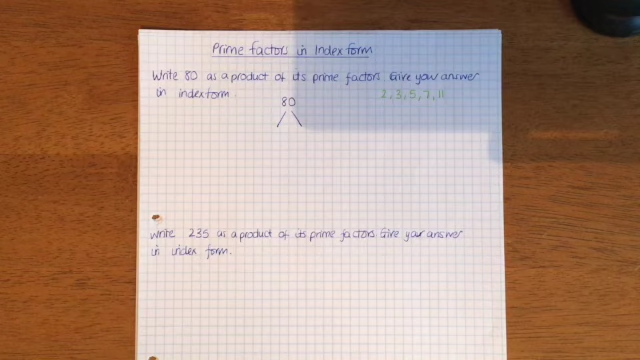 Prime factors in Index form
Write 80 as a product of its prime factors. Give your answer
in index form
2, 3, 5, 7, 11
80
Write 235 as a product of its prime factors. Give your answer
in index form.